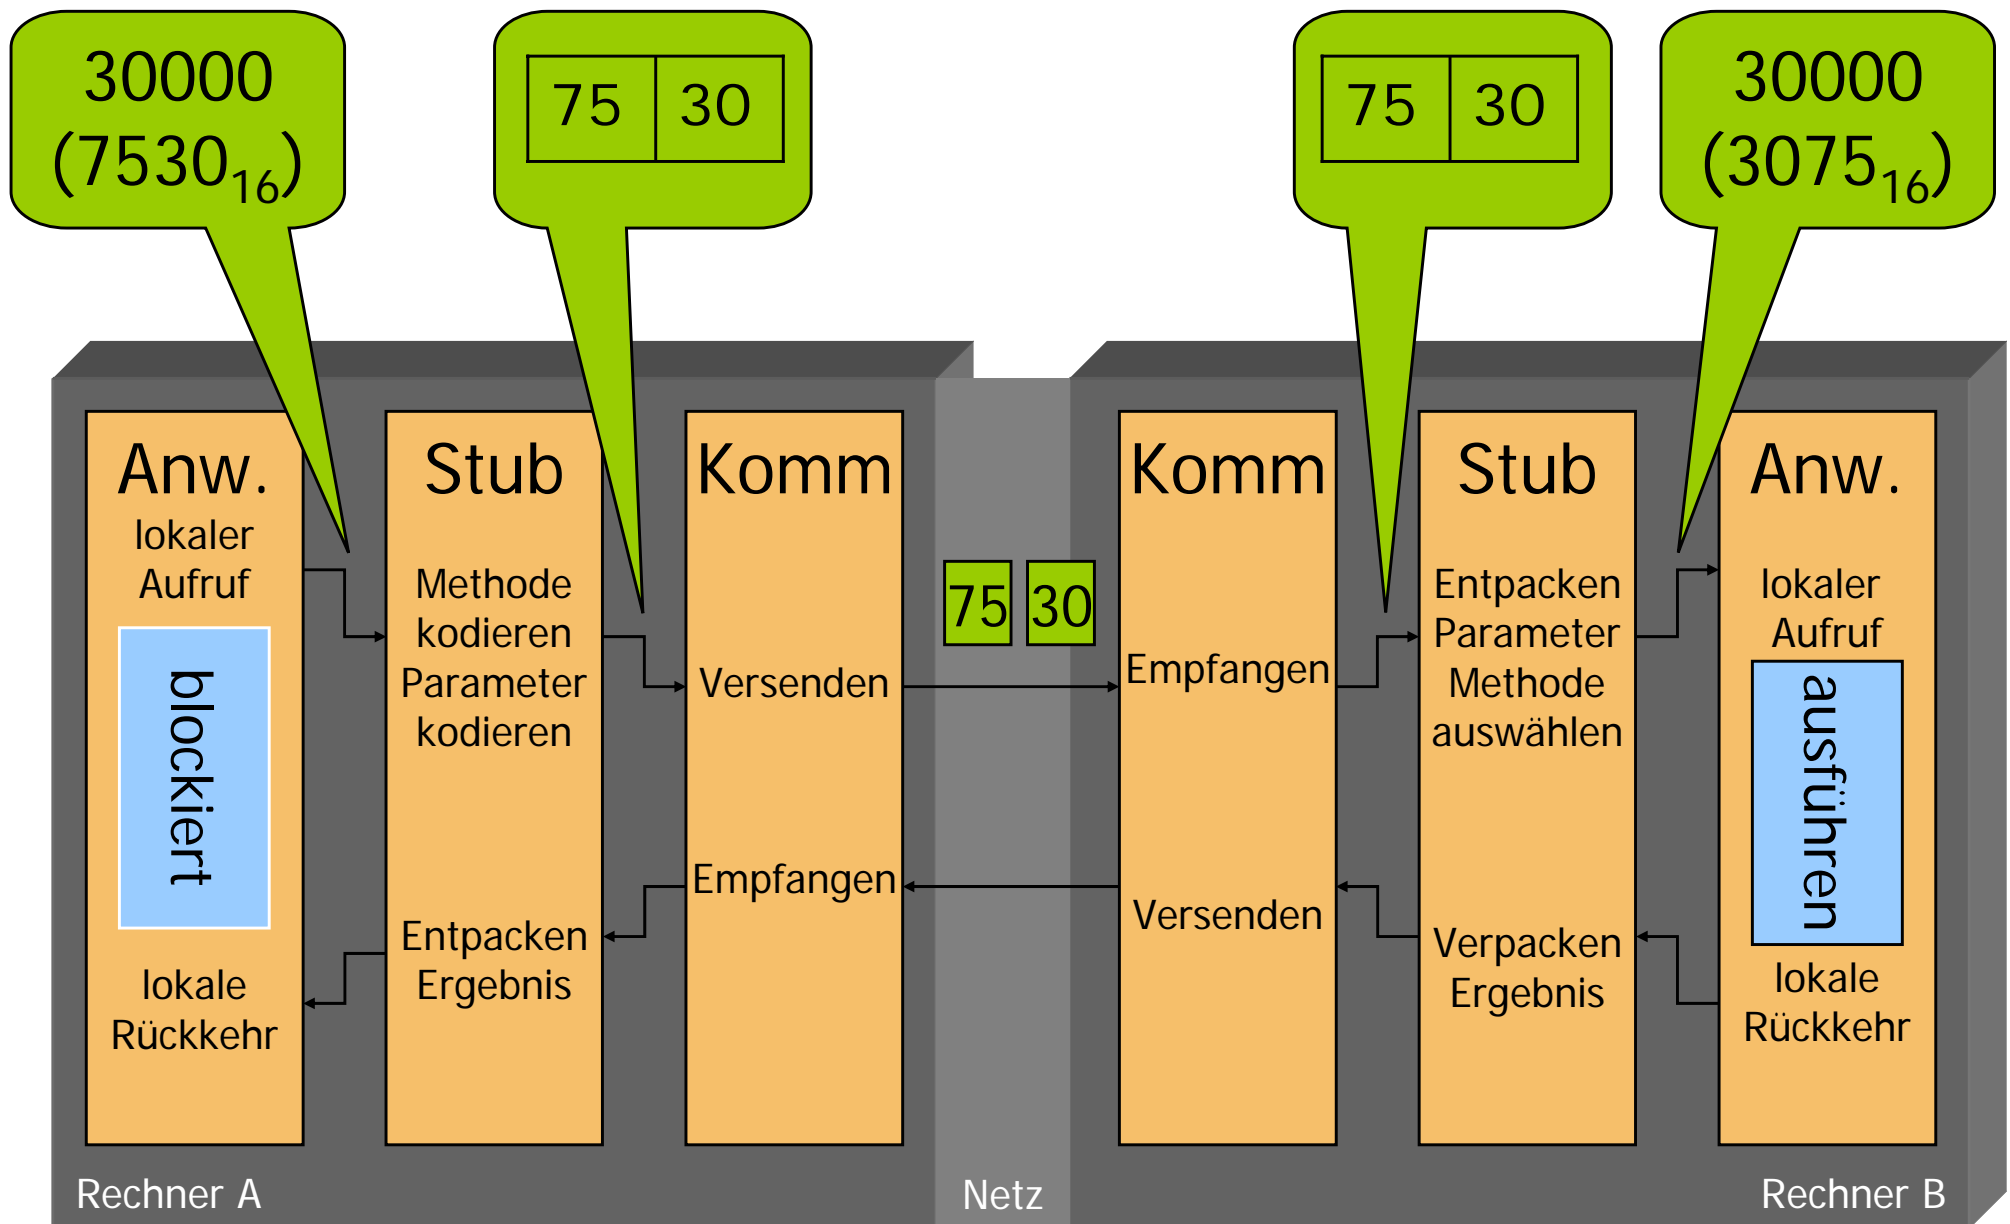 30000
(7530₁₆)
75 30
75 30
30000
(3075₁₆)
Anw.
lokaler
Aufruf
blockiert
lokale
Rückkehr
Stub
Methode
kodieren
Parameter
kodieren
Entpacken
Ergebnis
Komm
Versenden
Empfangen
75 30
Komm
Empfangen
Versenden
Stub
Entpacken
Parameter
Methode
auswählen
Verpacken
Ergebnis
Anw.
lokaler
Aufruf
ausführen
lokale
Rückkehr
Rechner A
Netz
Rechner B